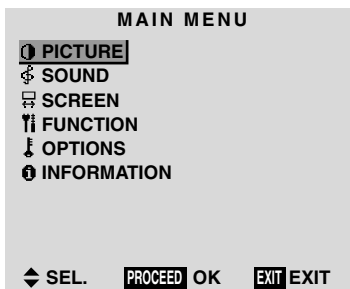 MAIN MENU
PICTURE
SOUND
SCREEN
FUNCTION
OPTIONS
INFORMATION
SEL. PROCEED OK EXIT EXIT